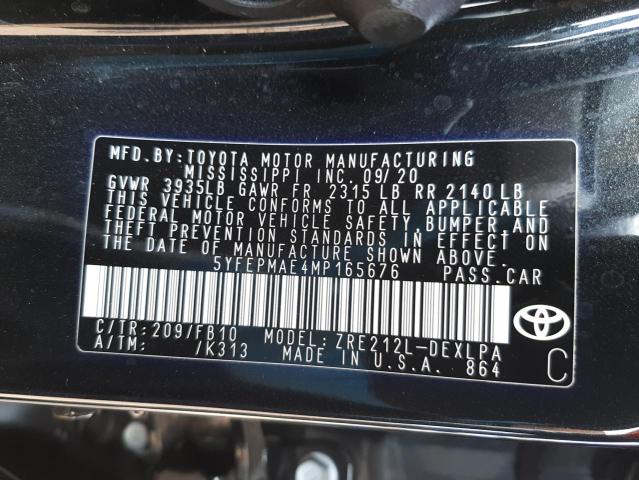 MFD.BY:TOYOTA MOTOR MANUFACTURING
MISSISSIPPI INC. 09/20
GVWR 3935LB GAWR FR 2315 LB RR 2140 LB
THIS VEHICLE CONFORMS TO ALL APPLICABLE
FEDERAL MOTOR VEHICLE SAFETY,BUMPER,AND
THEFT PREVENTION STANDARDS IN EFFECT ON
THE DATE OF MANUFACTURE SHOWN ABOVE.
5YFEPMAE4MP165676 PASS.CAR
C/TR:209/FB10 MODEL:ZRE212L-DEXLPA
A/TM: /K313 MADE IN U.S.A. 864
C